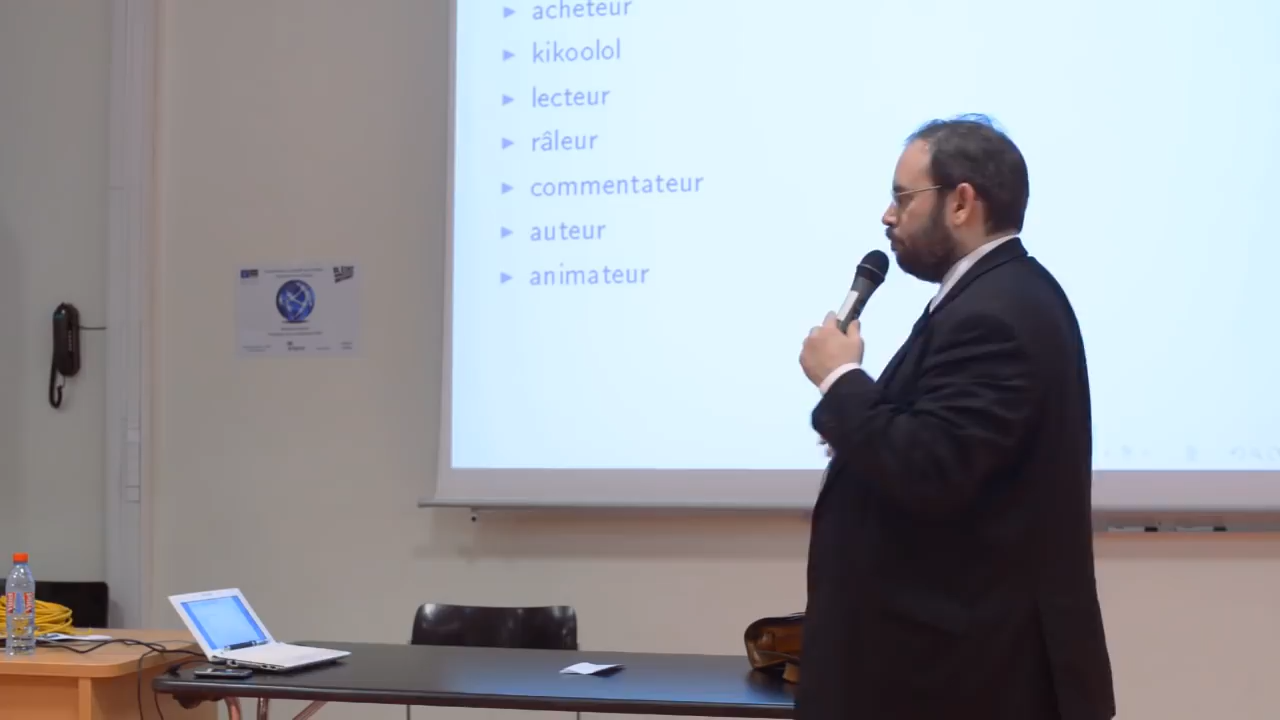 ► acheteur
► kikoolol
► lecteur
► râleur
► commentateur
► auteur
► animateur